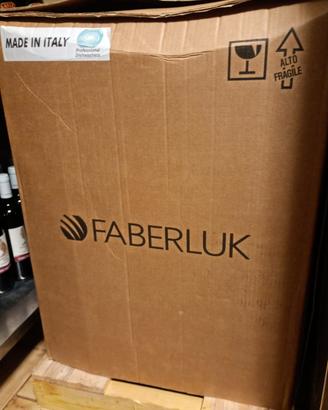 MADE IN ITALY
Professional
Dishwashers
ALTO
FRAGILE
FABERLUK